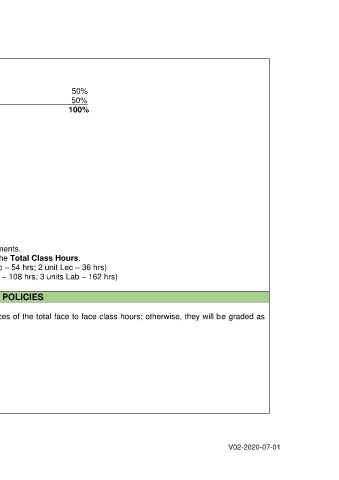 50%
50%
100%
ments.
he Total Class Hours.
c – 54 hrs; 2 unit Lec – 36 hrs)
– 108 hrs; 3 units Lab – 162 hrs)
POLICIES
ces of the total face to face class hours; otherwise, they will be graded as
V02-2020-07-01